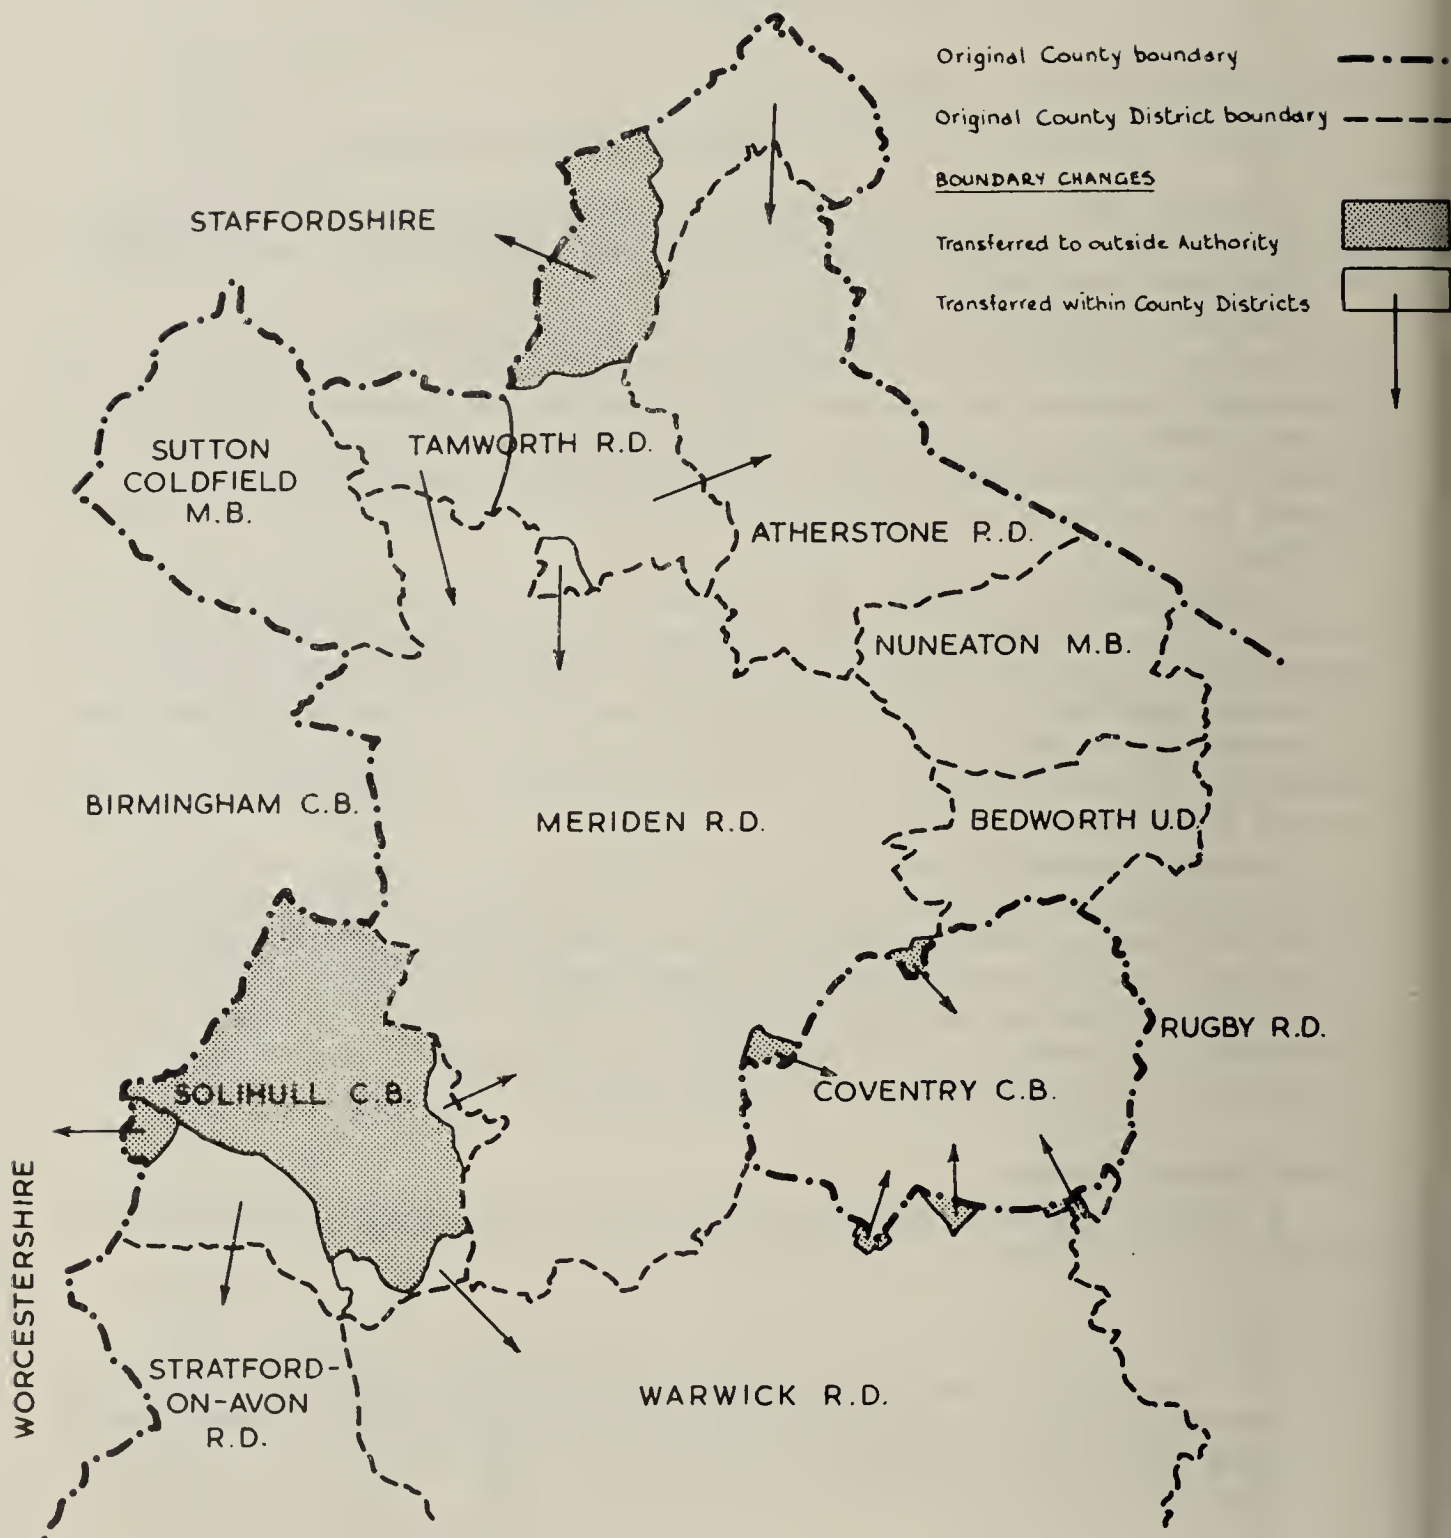 Original County boundary
Original County District boundary
BOUNDARY CHANGES
Transferred to outside Authority
Transferred within County Districts
STAFFORDSHIRE
SUTTON
COLDFIELD
M.B.
TAMWORTH R.D.
ATHERSTONE R.D.
NUNEATON M.B.
BIRMINGHAM C.B.
MERIDEN R.D.
BEDWORTH U.D.
RUGBY R.D.
SOLIHULL C.B.
COVENTRY C.B.
WORCESTERSHIRE
STRATFORD-
ON-AVON
R.D.
WARWICK R.D.